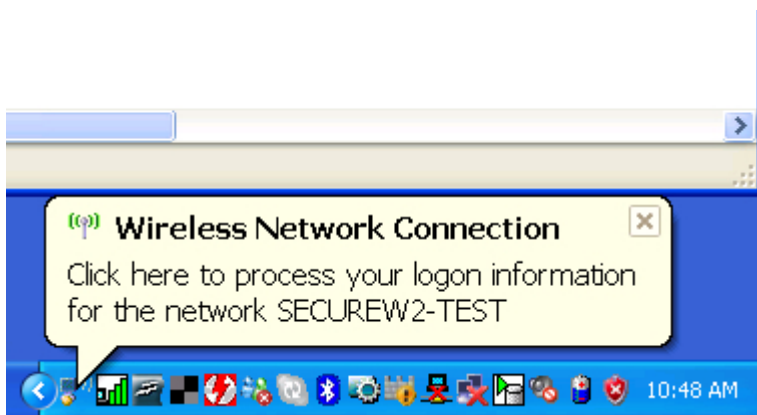 Wireless Network Connection
Click here to process your logon information
for the network SECUREW2-TEST
10:48 AM